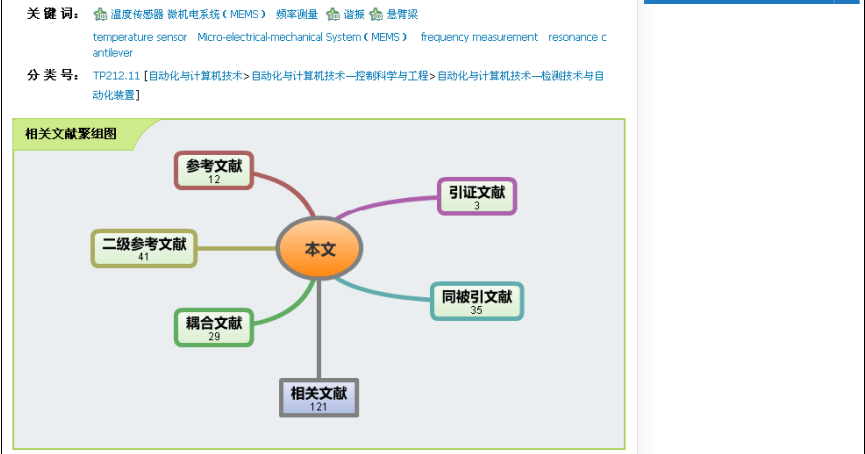 关 键 词： 温度传感器 微机电系统(MEMS) 频率测量 谐振 悬臂梁
temperature sensor Micro-electrical-mechanical System(MEMS) frequency measurement resonance c
antilever
分 类 号： TP212.11 [自动化与计算机技术>自动化与计算机技术—控制科学与工程>自动化与计算机技术—检测技术与自
动化装置]
相关文献聚组图
参考文献
12
引证文献
3
二级参考文献
41
本文
同被引文献
35
耦合文献
29
相关文献
121